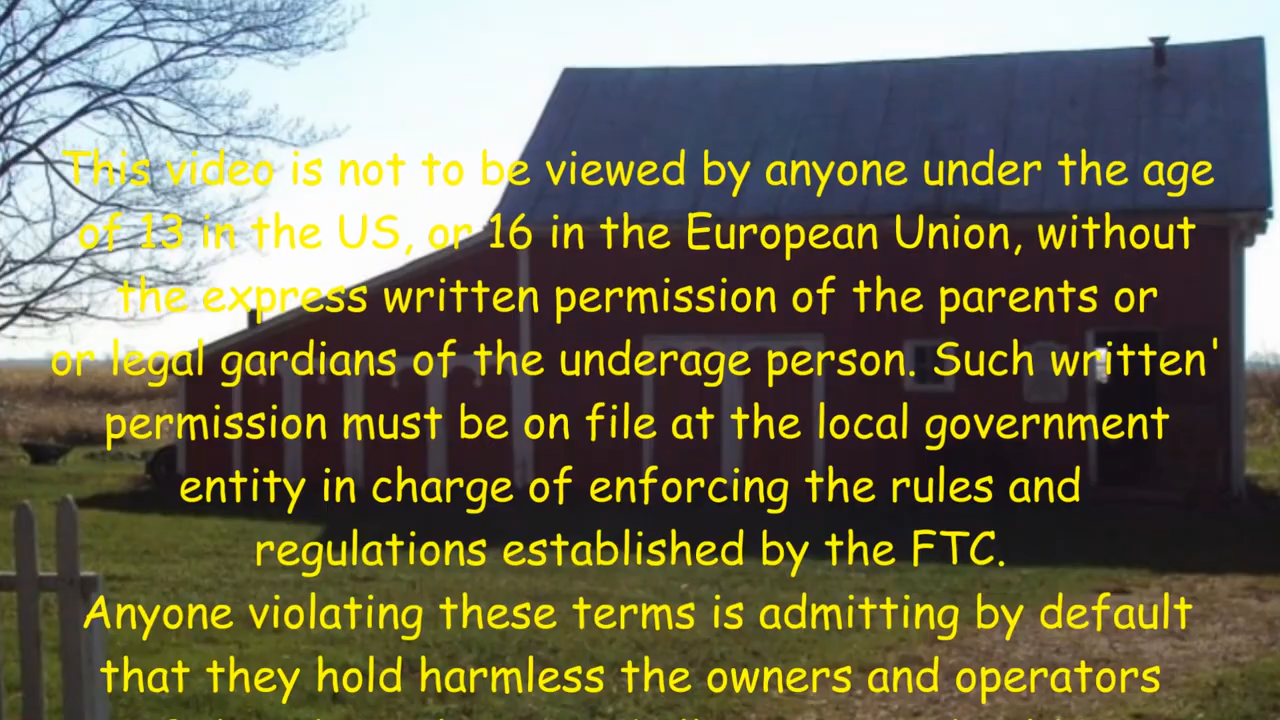 This video is not to be viewed by anyone under the age
of 13 in the US, or 16 in the European Union, without
the express written permission of the parents or
or legal gardians of the underage person. Such written'
permission must be on file at the local government
entity in charge of enforcing the rules and
regulations established by the FTC.
Anyone violating these terms is admitting by default
that they hold harmless the owners and operators